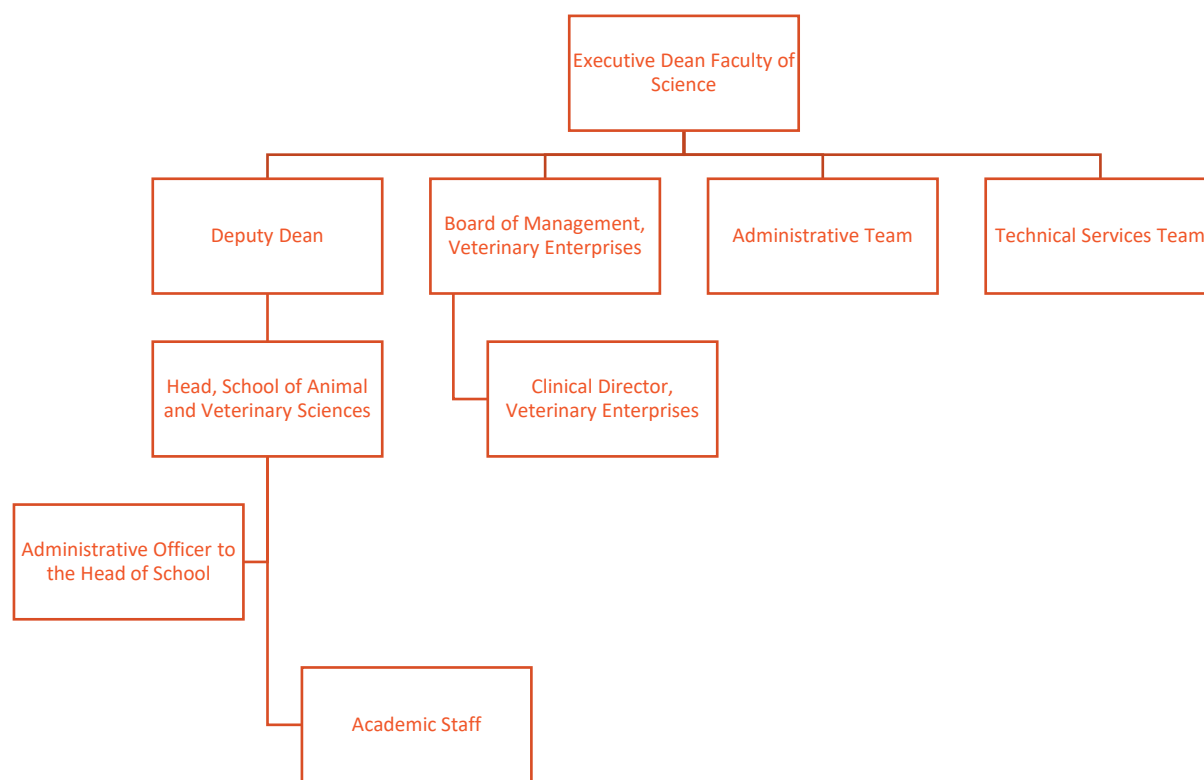 Executive Dean Faculty of
Science
Deputy Dean
Board of Management,
Veterinary Enterprises
Administrative Team
Technical Services Team
Head, School of Animal
and Veterinary Sciences
Clinical Director,
Veterinary Enterprises
Administrative Officer to
the Head of School
Academic Staff